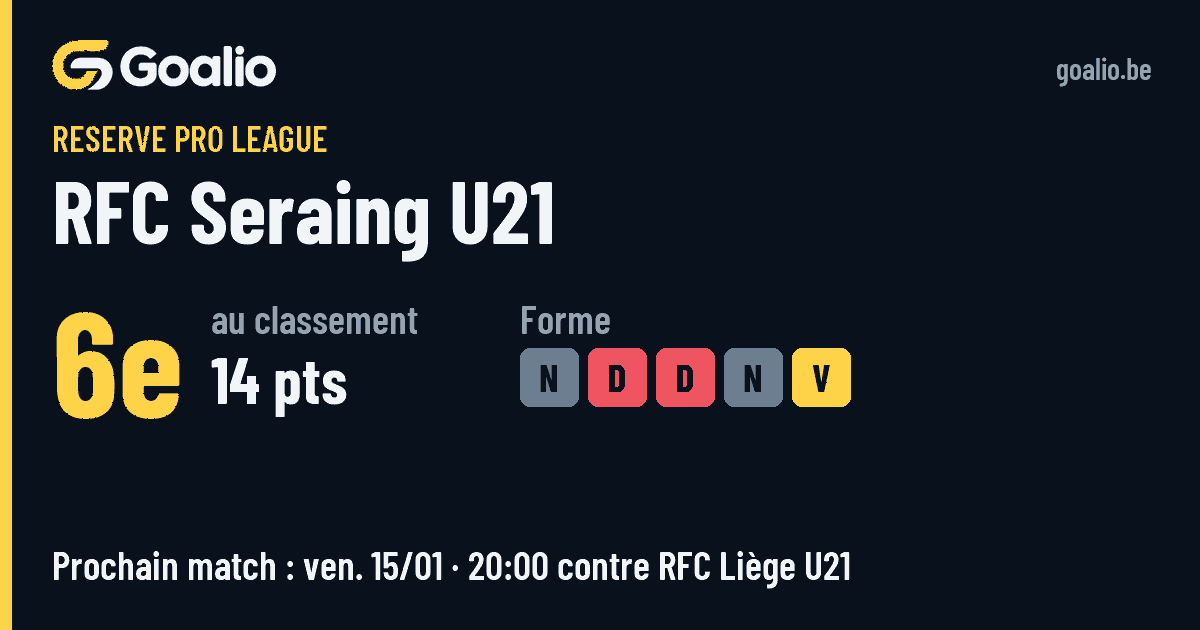 Goalio
goalio.be
RESERVE PRO LEAGUE
RFC Seraing U21
6e
au classement
14 pts
Forme
N D D N V
Prochain match : ven. 15/01 · 20:00 contre RFC Liège U21